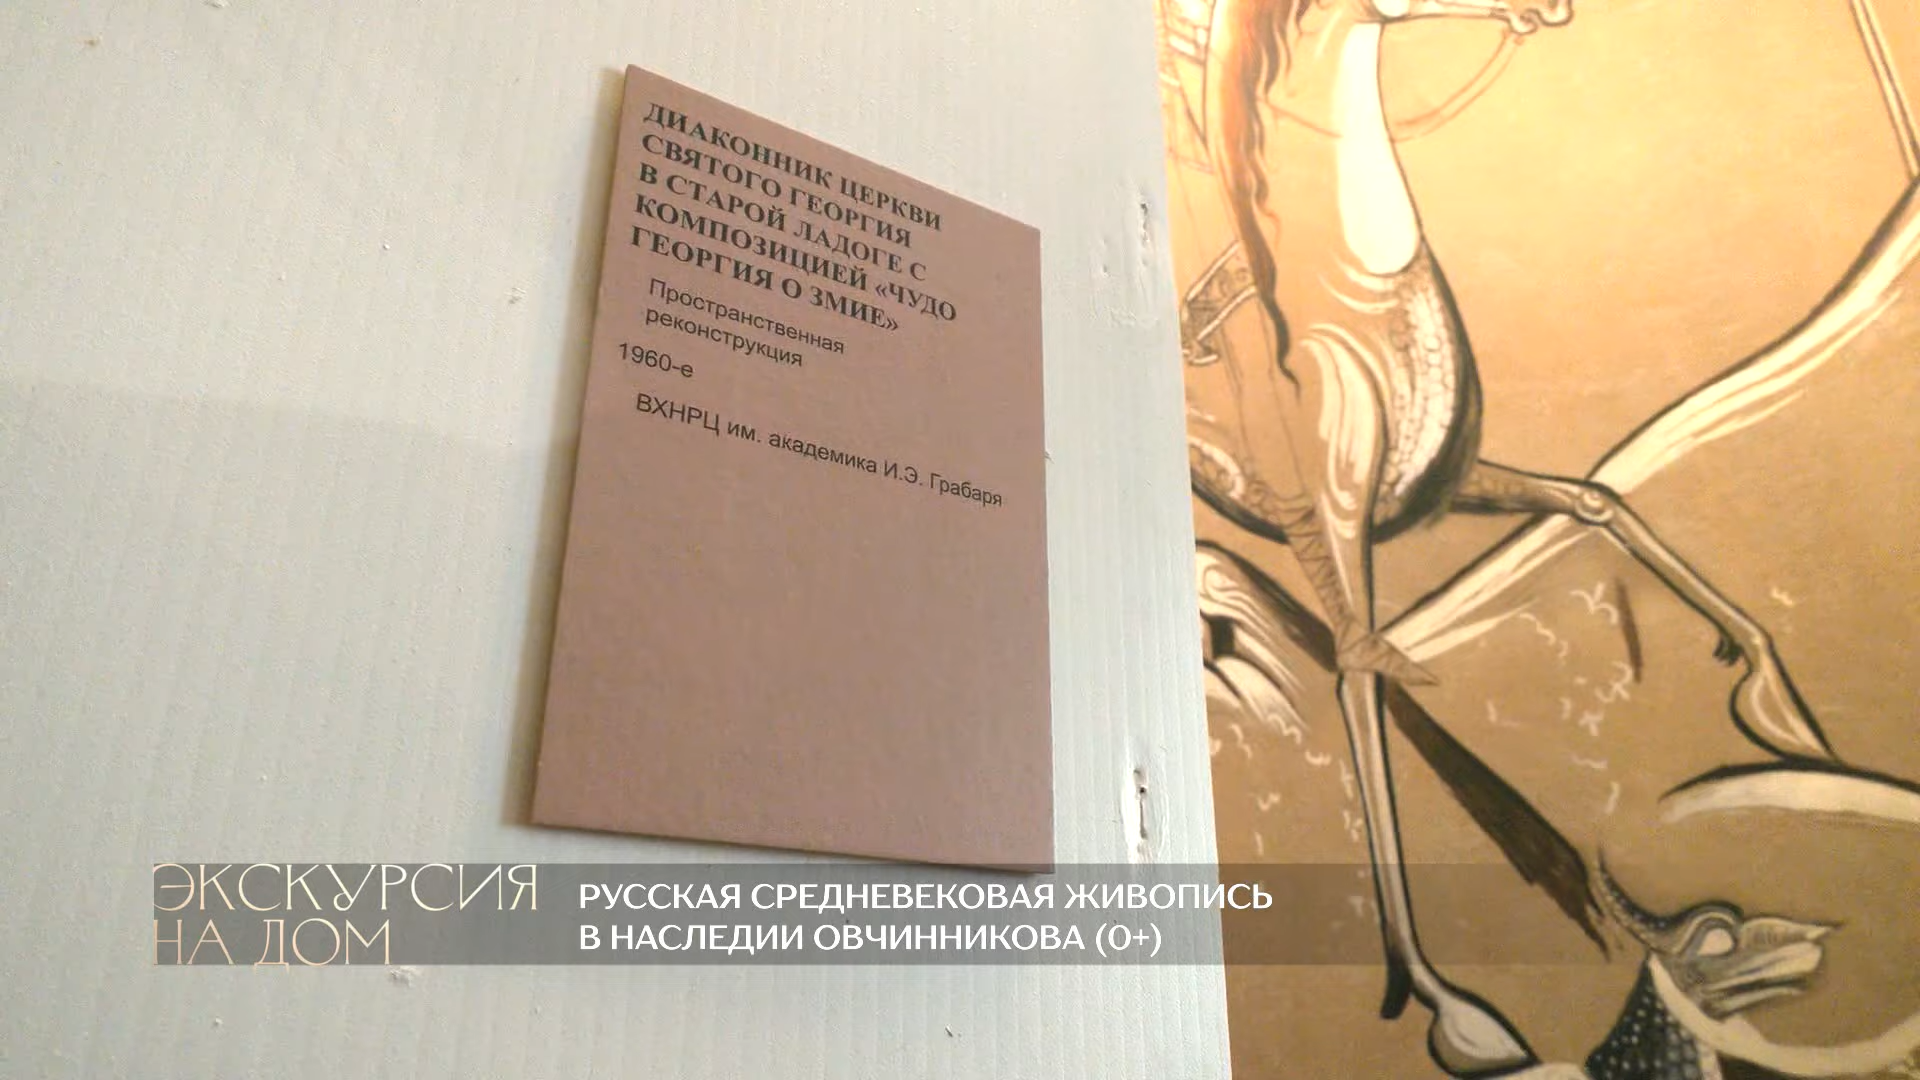 ДИАКОННИК ЦЕРКВИ
СВЯТОГО ГЕОРГИЯ
В СТАРОЙ ЛАДОГЕ С
КОМПОЗИЦИЕЙ «ЧУДО
ГЕОРГИЯ О ЗМИЕ»
Пространственная
реконструкция
1960-е
ВХНРЦ им. академика И.Э. Грабаря
ЭКСКУРСИЯ
НА ДОМ
РУССКАЯ СРЕДНЕВЕКОВАЯ ЖИВОПИСЬ
В НАСЛЕДИИ ОВЧИННИКОВА (0+)